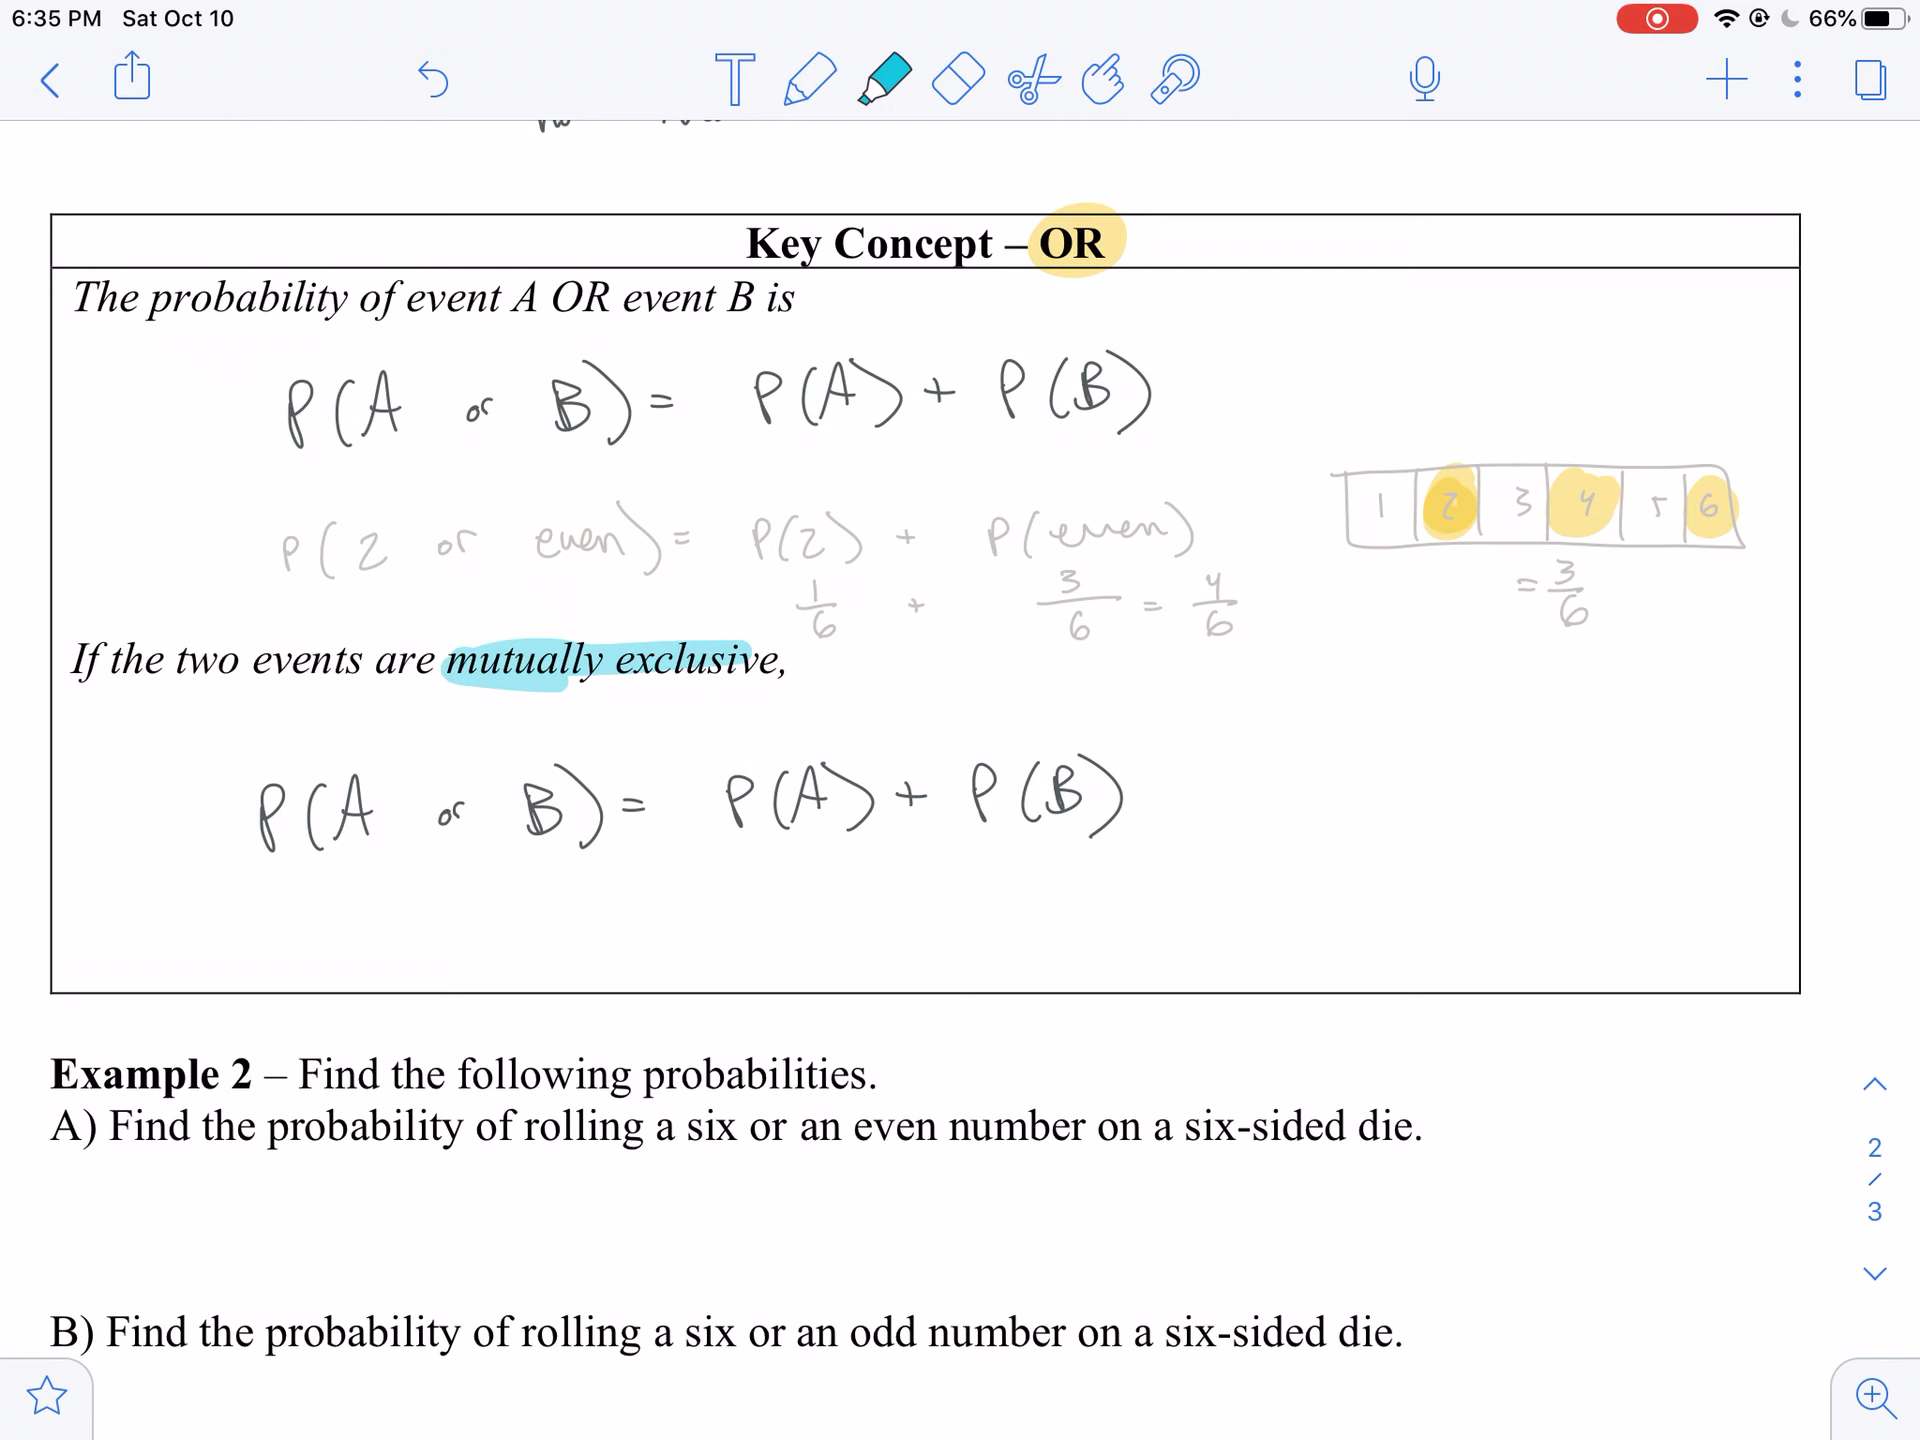 6:35 PM Sat Oct 10 66%
Key Concept – OR
The probability of event A OR event B is
P(A or B) = P(A) + P(B)
P(2 or even) = P(2) + P(even)
1 2 3 4 5 6
1/6 + 3/6 = 4/6
= 3/6
If the two events are mutually exclusive,
P(A or B) = P(A) + P(B)
Example 2 – Find the following probabilities.
A) Find the probability of rolling a six or an even number on a six-sided die.
2
/
3
B) Find the probability of rolling a six or an odd number on a six-sided die.